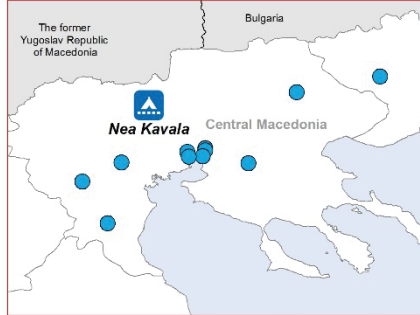 The former
Yugoslav Republic
of Macedonia
Bulgaria
Nea Kavala
Central Macedonia